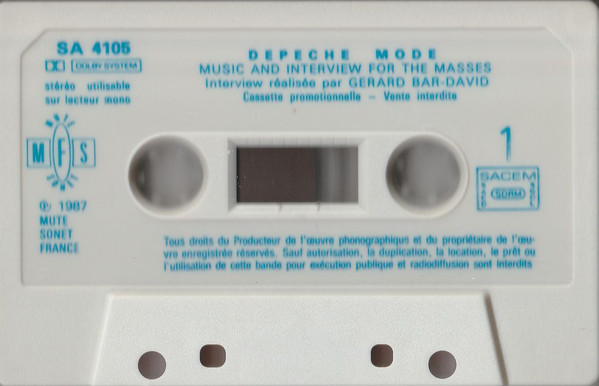 SA 4105
DOLBY SYSTEM
stéréo utilisable
sur lecteur mono
DEPECHE MODE
MUSIC AND INTERVIEW FOR THE MASSES
Interview réalisée par GERARD BAR-DAVID
Cassette promotionnelle – Vente interdite
MFS
℗ 1987
MUTE
SONET
FRANCE
1
SACEM
SDRM
Tous droits du Producteur de l'œuvre phonographique et du propriétaire de l'œu-
vre enregistrée réservés. Sauf autorisation, la duplication, la location, le prêt ou
l'utilisation de cette bande pour exécution publique et radiodiffusion sont interdits